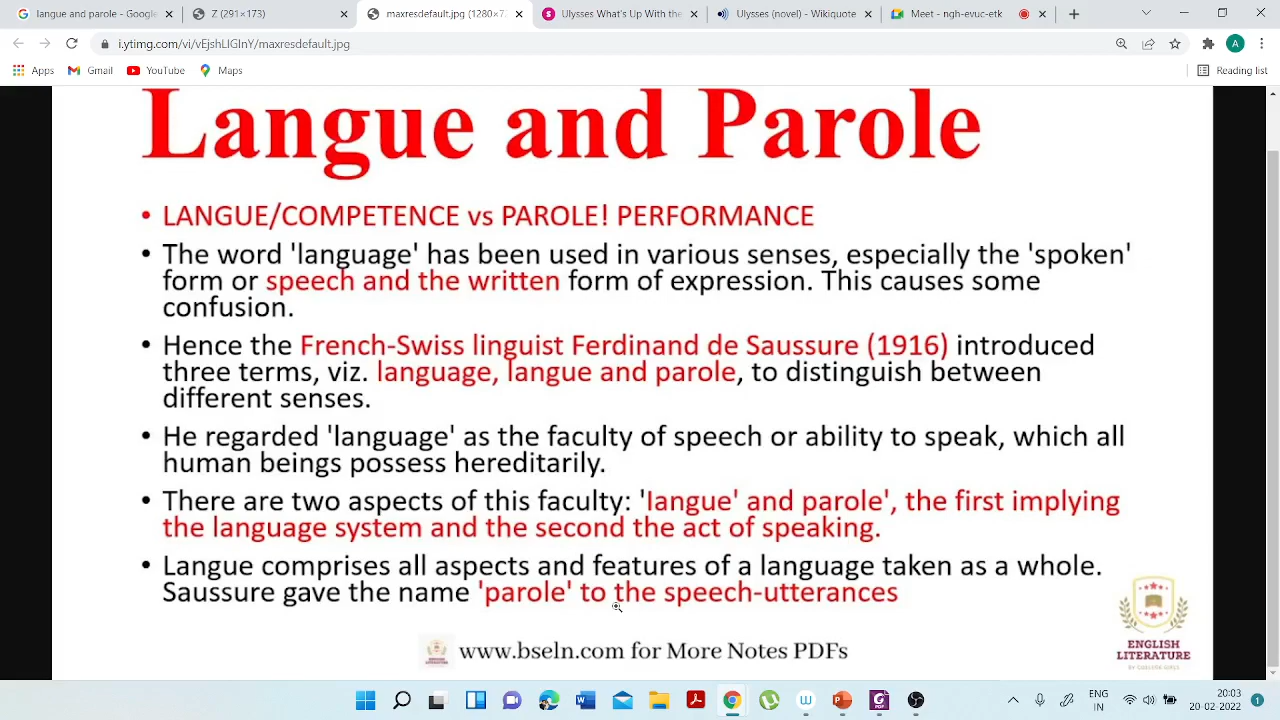 langue and parole - Google
Z (291×173)
maxresdefault.jpg (1280×72
Ulysses What's Up With the
Ulysses (novel) - Wikiquote
Meet - ngh-euuc-etk
i.ytimg.com/vi/vEjshLIGInY/maxresdefault.jpg
A
Apps
Gmail
YouTube
Maps
Reading list
Langue and Parole
• LANGUE/COMPETENCE vs PAROLE! PERFORMANCE
• The word 'language' has been used in various senses, especially the 'spoken'
form or speech and the written form of expression. This causes some
confusion.
• Hence the French-Swiss linguist Ferdinand de Saussure (1916) introduced
three terms, viz. language, langue and parole, to distinguish between
different senses.
• He regarded 'language' as the faculty of speech or ability to speak, which all
human beings possess hereditarily.
• There are two aspects of this faculty: 'Iangue' and parole', the first implying
the language system and the second the act of speaking.
• Langue comprises all aspects and features of a language taken as a whole.
Saussure gave the name 'parole' to the speech-utterances
ENGLISH
LITERATURE
www.bseln.com for More Notes PDFs
ENG
IN
20:03
20-02-2022
1